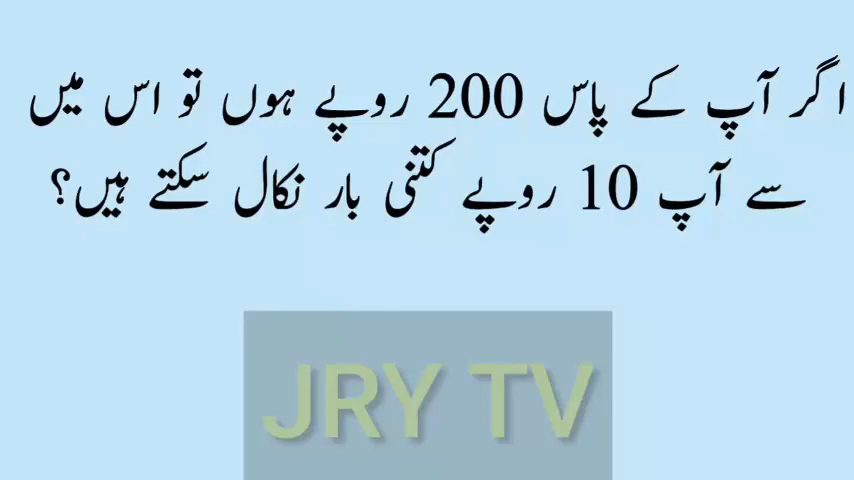 اگر آپ کے پاس 200 روپے ہوں تو اس میں
سے آپ 10 روپے کتنی بار نکال سکتے ہیں؟
JRY TV